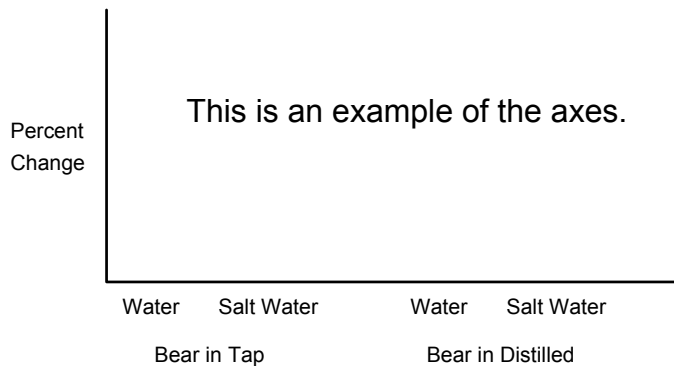 This is an example of the axes.
Percent
Change
Water Salt Water Water Salt Water
Bear in Tap Bear in Distilled